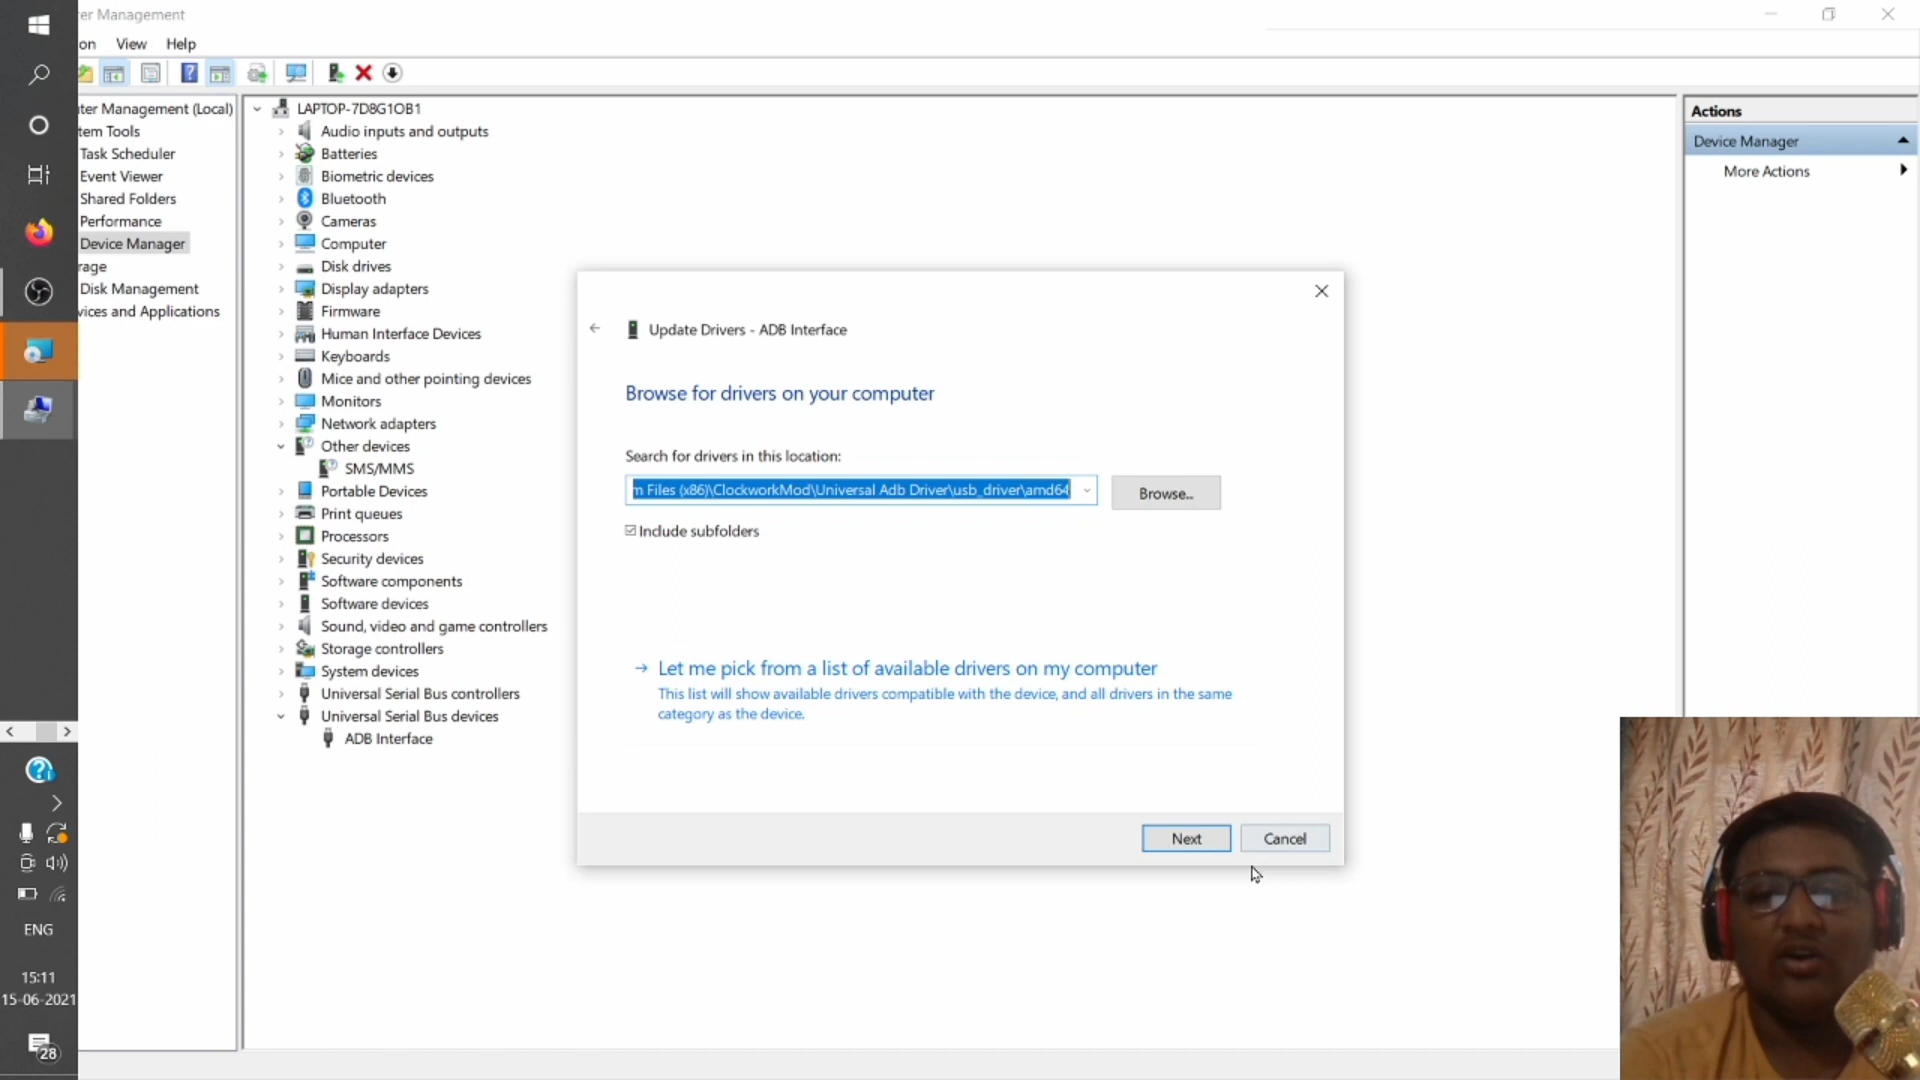 er Management
on View Help
ter Management (Local)
tem Tools
Task Scheduler
Event Viewer
Shared Folders
Performance
Device Manager
rage
Disk Management
vices and Applications
LAPTOP-7D8G1OB1
Audio inputs and outputs
Batteries
Biometric devices
Bluetooth
Cameras
Computer
Disk drives
Display adapters
Firmware
Human Interface Devices
Keyboards
Mice and other pointing devices
Monitors
Network adapters
Other devices
SMS/MMS
Portable Devices
Print queues
Processors
Security devices
Software components
Software devices
Sound, video and game controllers
Storage controllers
System devices
Universal Serial Bus controllers
Universal Serial Bus devices
ADB Interface
Update Drivers - ADB Interface
Browse for drivers on your computer
Search for drivers in this location:
m Files (x86)\ClockworkMod\Universal Adb Driver\usb_driver\amd64
Browse...
Include subfolders
Let me pick from a list of available drivers on my computer
This list will show available drivers compatible with the device, and all drivers in the same
category as the device.
Next Cancel
Actions
Device Manager
More Actions
ENG
15:11
15-06-2021
28